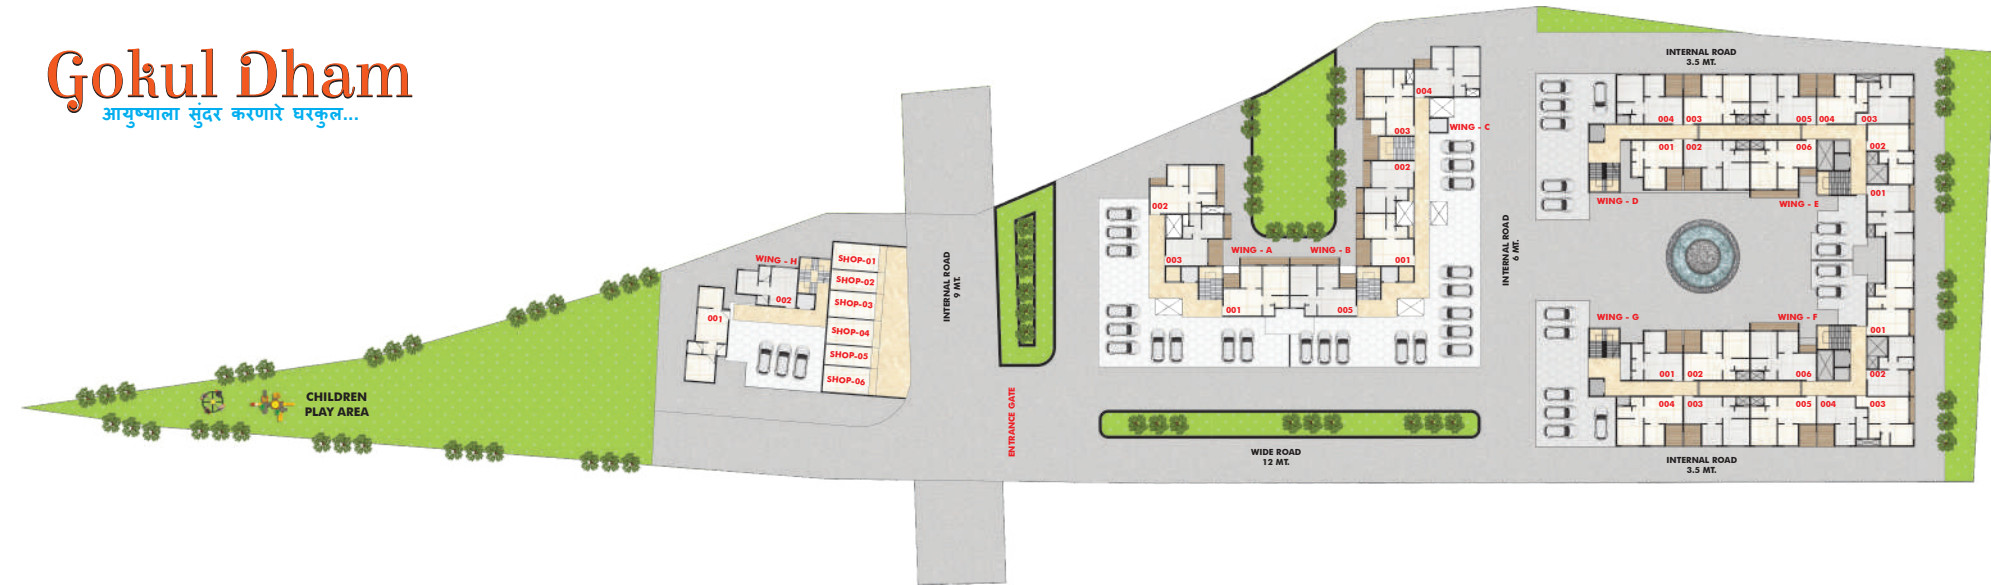 Gokul Dham
आयुष्याला सुंदर करणारे घरकुल...
CHILDREN
PLAY AREA
WING - H
001
002
SHOP-01
SHOP-02
SHOP-03
SHOP-04
SHOP-05
SHOP-06
INTERNAL ROAD
9 MT.
ENTRANCE GATE
002
003
WING - A
001
WING - B
005
001
002
003
004
WING - C
WIDE ROAD
12 MT.
INTERNAL ROAD
6 MT.
INTERNAL ROAD
3.5 MT.
004
003
005
004
003
001
002
006
002
001
WING - D
WING - E
WING - G
WING - F
001
001
002
006
002
004
003
005
004
003
INTERNAL ROAD
3.5 MT.